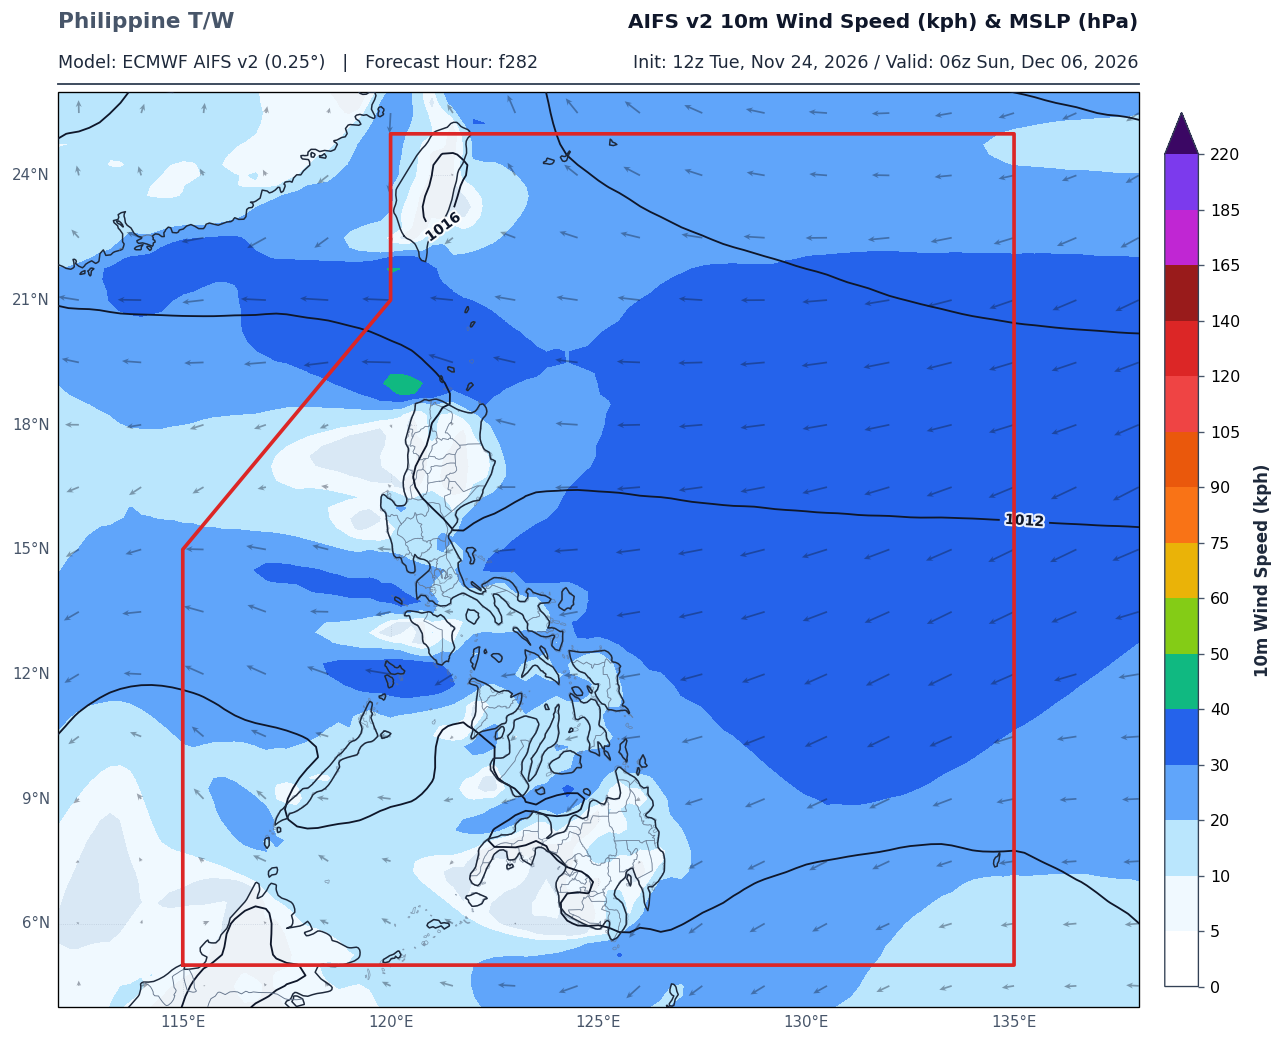 Philippine T/W
AIFS v2 10m Wind Speed (kph) & MSLP (hPa)
Model: ECMWF AIFS v2 (0.25°)   |   Forecast Hour: f282
Init: 12z Tue, Nov 24, 2026 / Valid: 06z Sun, Dec 06, 2026
24°N
21°N
18°N
15°N
12°N
9°N
6°N
1016
1012
115°E
120°E
125°E
130°E
135°E
220
185
165
140
120
105
90
75
60
50
40
30
20
10
5
0
10m Wind Speed (kph)